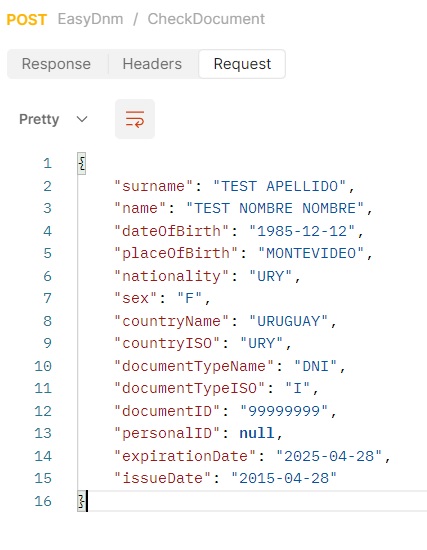 POST EasyDnm / CheckDocument
Response Headers Request
Pretty
1 {
2 "surname": "TEST APELLIDO",
3 "name": "TEST NOMBRE NOMBRE",
4 "dateOfBirth": "1985-12-12",
5 "placeOfBirth": "MONTEVIDEO",
6 "nationality": "URY",
7 "sex": "F",
8 "countryName": "URUGUAY",
9 "countryISO": "URY",
10 "documentTypeName": "DNI",
11 "documentTypeISO": "I",
12 "documentID": "99999999",
13 "personalID": null,
14 "expirationDate": "2025-04-28",
15 "issueDate": "2015-04-28"
16 }